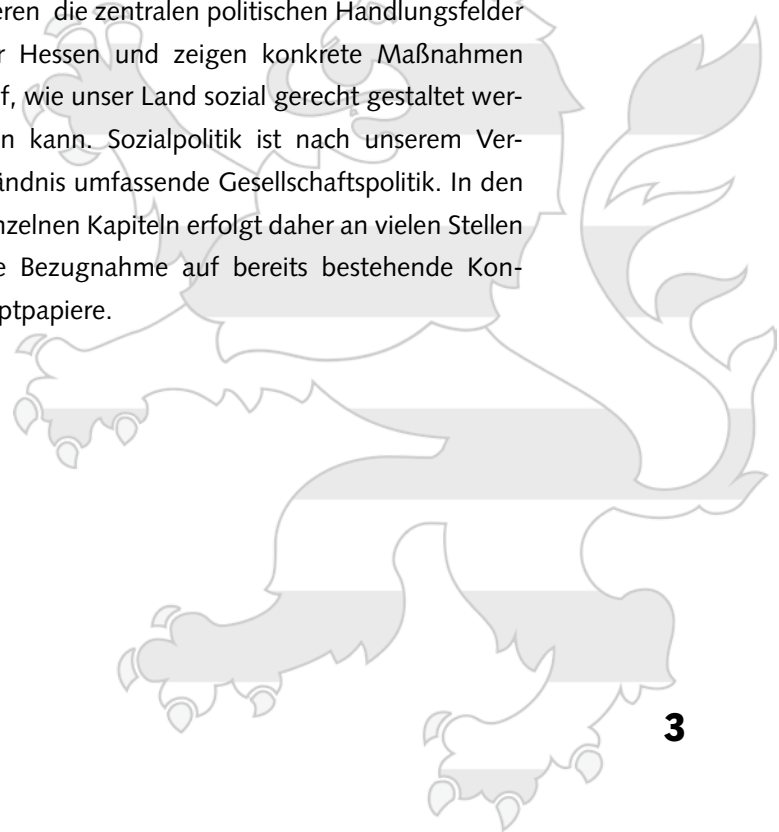 eren die zentralen politischen Handlungsfelder
r Hessen und zeigen konkrete Maßnahmen
f, wie unser Land sozial gerecht gestaltet wer-
n kann. Sozialpolitik ist nach unserem Ver-
ändnis umfassende Gesellschaftspolitik. In den
nzelnen Kapiteln erfolgt daher an vielen Stellen
e Bezugnahme auf bereits bestehende Kon-
ptpapiere.
3